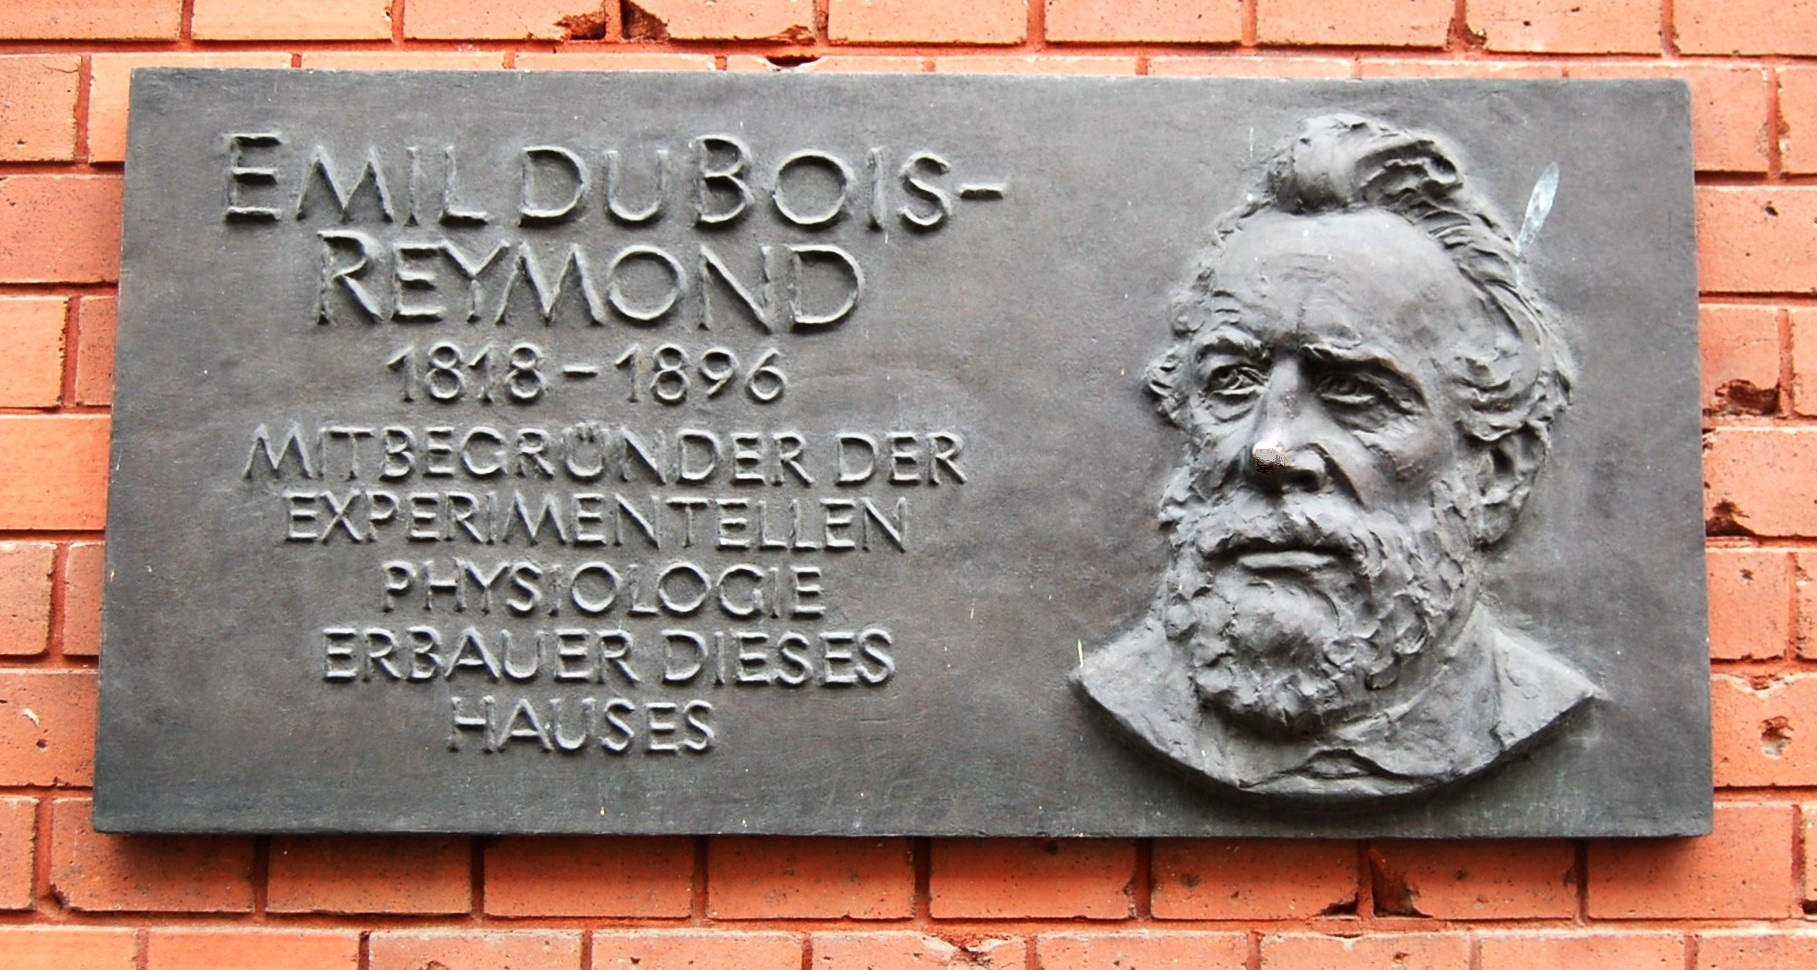 EMIL DU BOIS-
REYMOND
1818-1896
MITBEGRÜNDER DER
EXPERIMENTELLEN
PHYSIOLOGIE
ERBAUER DIESES
HAUSES